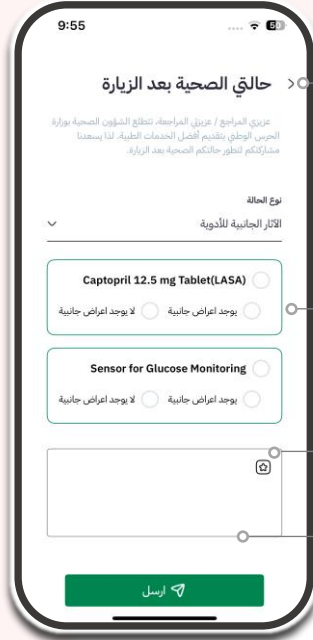 9:55
50
حالتي الصحية بعد الزيارة
عزيزي المراجع / عزيزتي المراجعة، تتطلع الشؤون الصحية بوزارة
الحرس الوطني بتقديم أفضل الخدمات الطبية. لذا يسعدنا
مشاركتكم لتطور حالتكم الصحية بعد الزيارة.
نوع الحالة
الآثار الجانبية للأدوية
Captopril 12.5 mg Tablet(LASA)
يوجد اعراض جانبية لا يوجد اعراض جانبية
Sensor for Glucose Monitoring
يوجد اعراض جانبية لا يوجد اعراض جانبية
ارسل